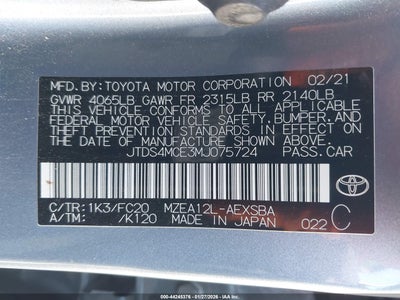 MFD.BY:TOYOTA MOTOR CORPORATION 02/21
GVWR 4065LB GAWR FR 2315LB RR 2140LB
THIS VEHICLE CONFORMS TO ALL APPLICABLE
FEDERAL MOTOR VEHICLE SAFETY, BUMPER, AND
THEFT PREVENTION STANDARDS IN EFFECT ON
THE DATE OF MANUFACTURE SHOWN ABOVE.
JTDS4MCE3MJ075724 PASS.CAR
C/TR:1K3/FC20 MZEA12L-AEXSBA
A/TM: /K120 MADE IN JAPAN 022 C
TOYOTA
000-44245376 - 01/27/2026 - IAA Holdings, LLC